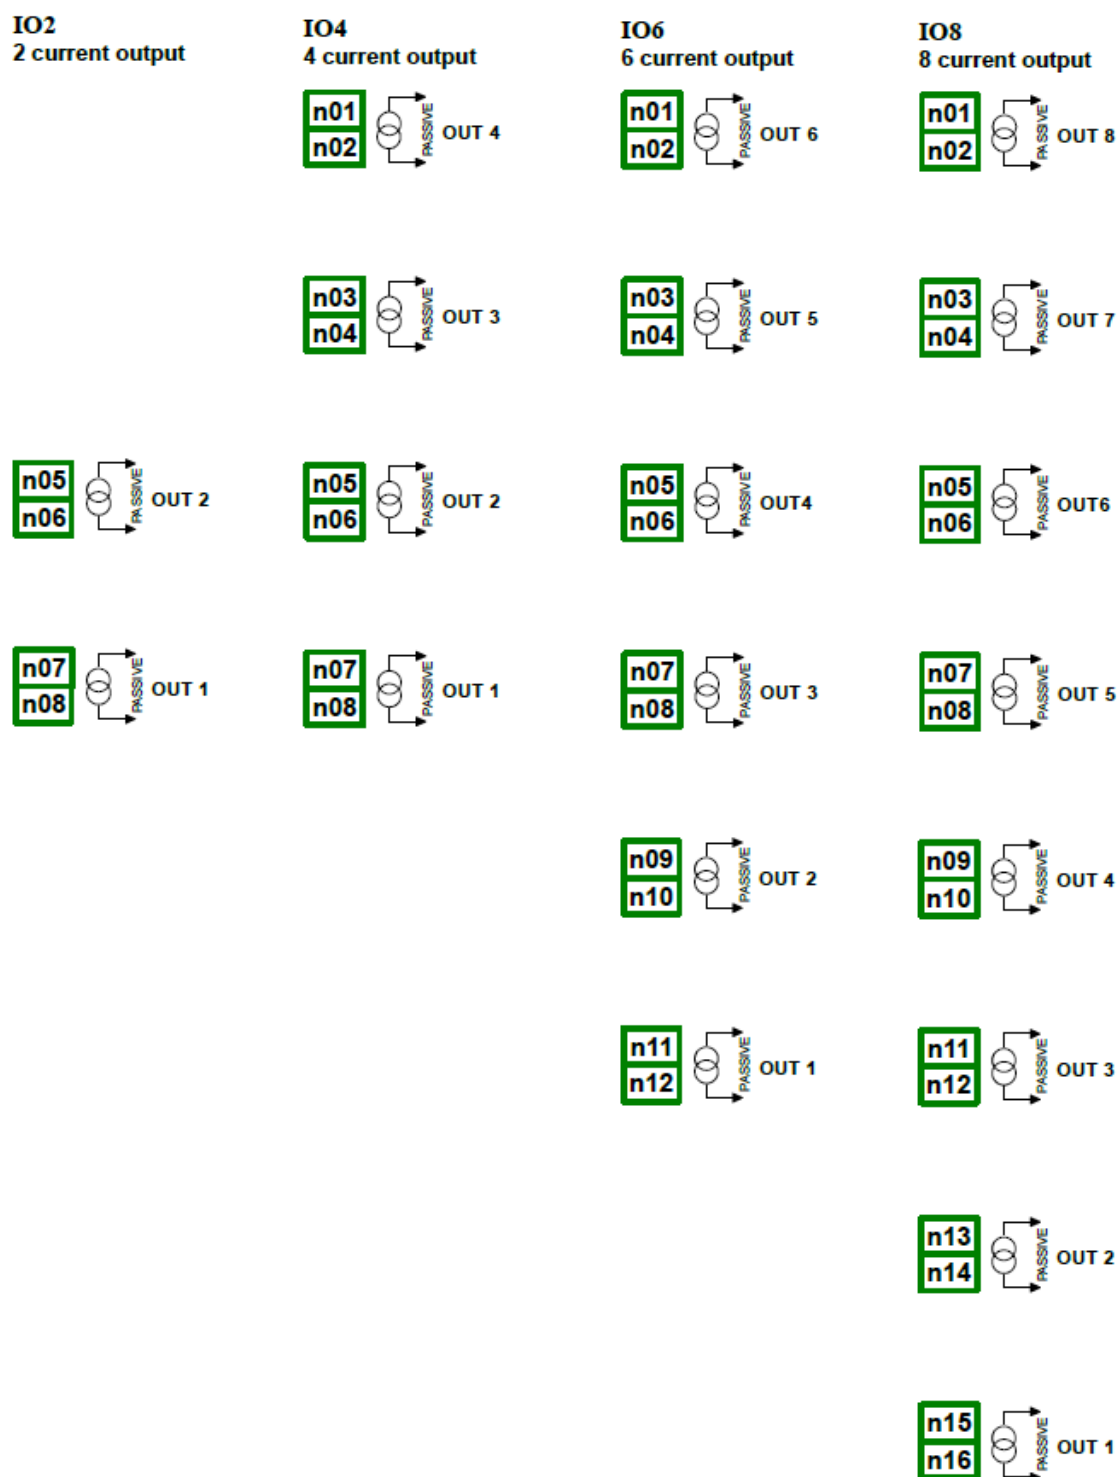 IO2
2 current output
IO4
4 current output
IO6
6 current output
IO8
8 current output
n01
n02
PASSIVE
OUT 4
n01
n02
PASSIVE
OUT 6
n01
n02
PASSIVE
OUT 8
n03
n04
PASSIVE
OUT 3
n03
n04
PASSIVE
OUT 5
n03
n04
PASSIVE
OUT 7
n05
n06
PASSIVE
OUT 2
n05
n06
PASSIVE
OUT 2
n05
n06
PASSIVE
OUT4
n05
n06
PASSIVE
OUT6
n07
n08
PASSIVE
OUT 1
n07
n08
PASSIVE
OUT 1
n07
n08
PASSIVE
OUT 3
n07
n08
PASSIVE
OUT 5
n09
n10
PASSIVE
OUT 2
n09
n10
PASSIVE
OUT 4
n11
n12
PASSIVE
OUT 1
n11
n12
PASSIVE
OUT 3
n13
n14
PASSIVE
OUT 2
n15
n16
PASSIVE
OUT 1